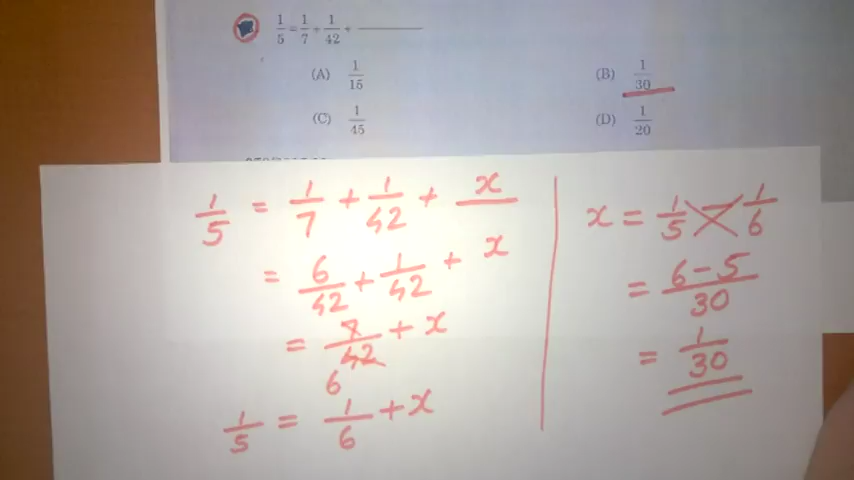 1/5 = 1/7 + 1/42 + ______
(A) 1/15 (B) 1/30
(C) 1/45 (D) 1/20
1/5 = 1/7 + 1/42 + x
= 6/42 + 1/42 + x
= 7/42 + x
6
1/5 = 1/6 + x
x = 1/5 - 1/6
= 6-5/30
= 1/30